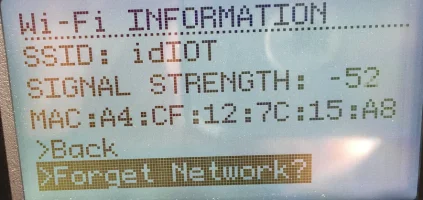 Wi-Fi INFORMATION
SSID: idIOT
SIGNAL STRENGTH: -52
MAC:A4:CF:12:7C:15:A8
>Back
>Forget Network?